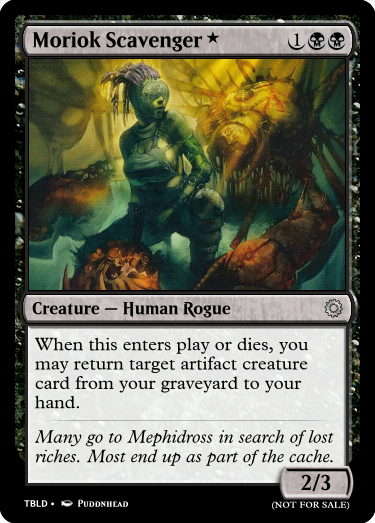 Moriok Scavenger★ 1
Creature — Human Rogue
When this enters play or dies, you
may return target artifact creature
card from your graveyard to your
hand.
Many go to Mephidross in search of lost
riches. Most end up as part of the cache.
2/3
TBLD • Puddnhead
(NOT FOR SALE)